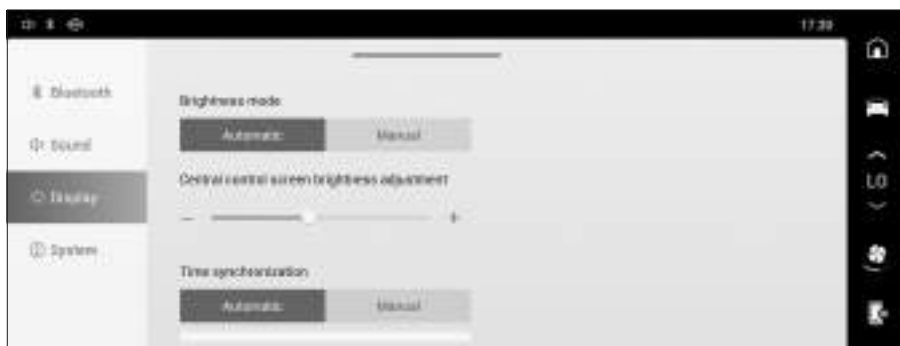 17:39
Bluetooth
Sound
Display
System
Brightness mode
Automatic Manual
Central control screen brightness adjustment
- +
Time synchronization
Automatic Manual
LO